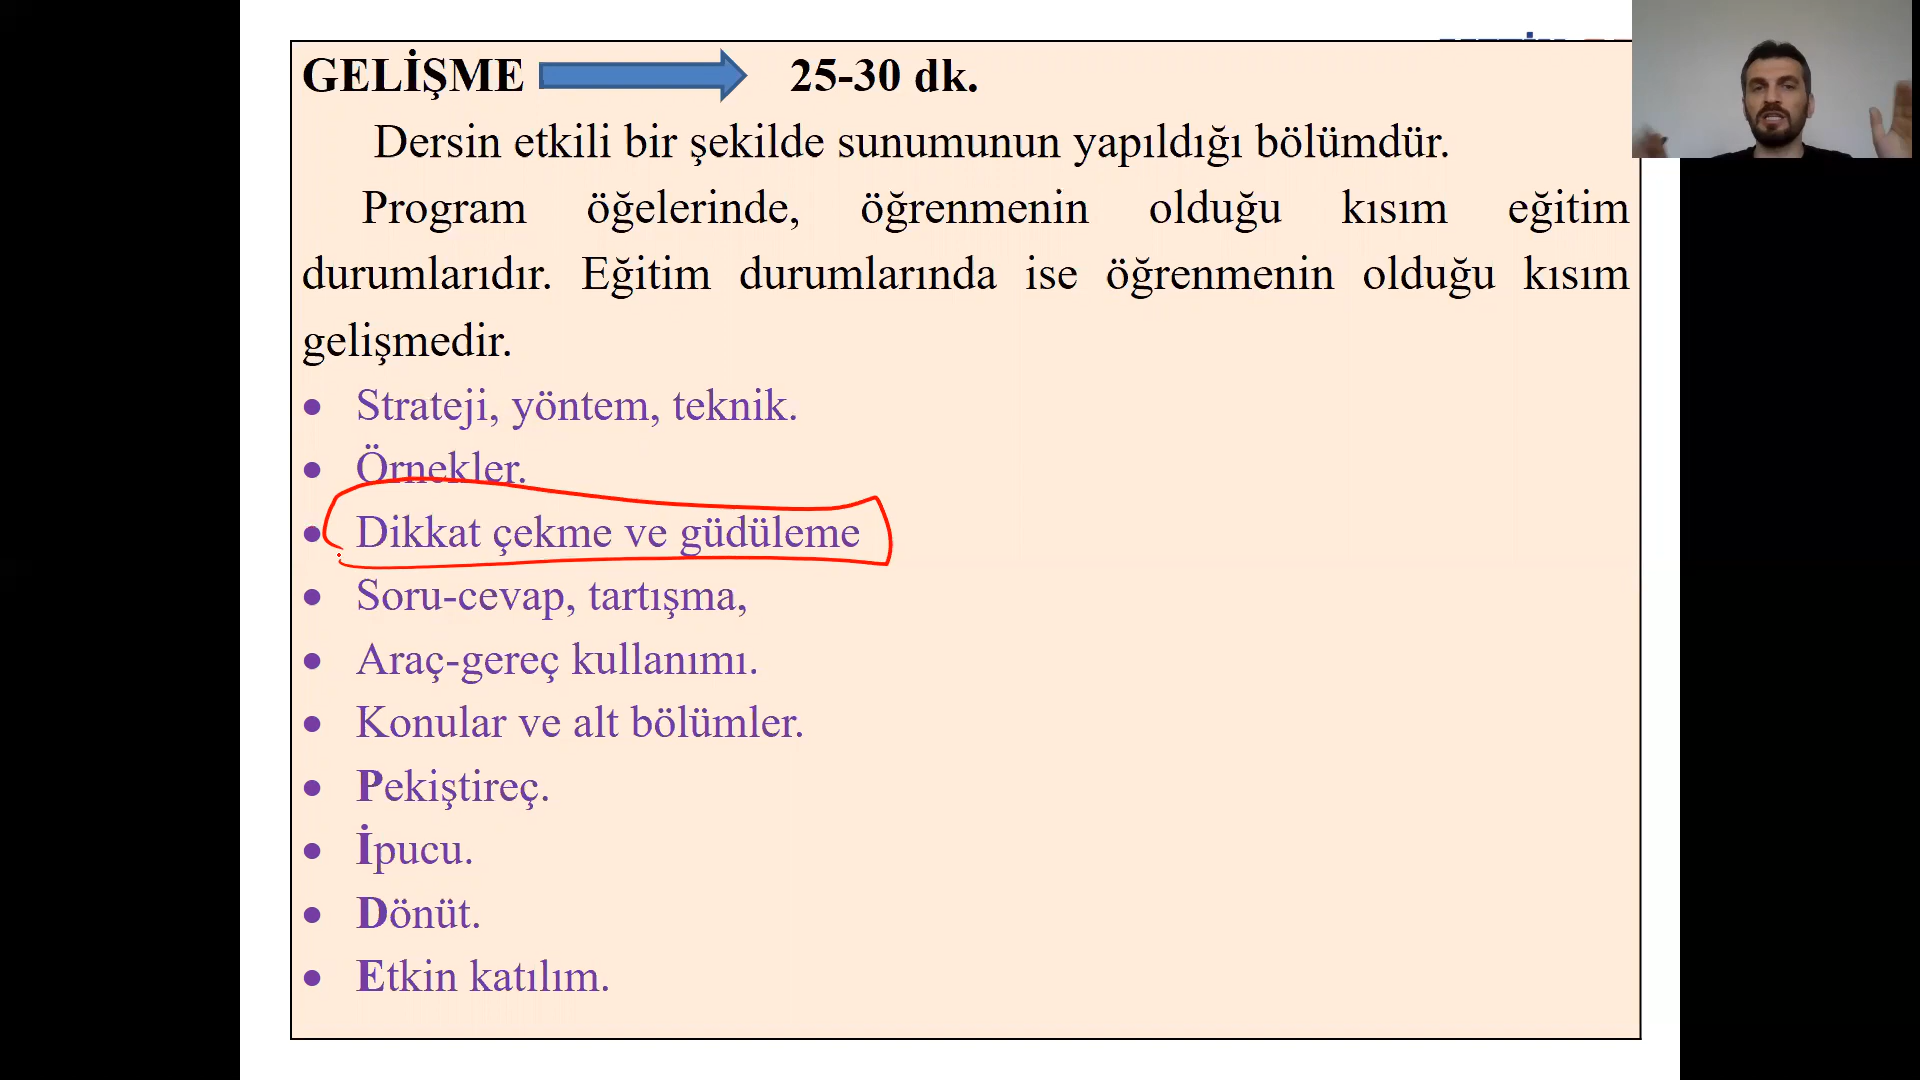 GELİŞME 25-30 dk.
Dersin etkili bir şekilde sunumunun yapıldığı bölümdür.
Program öğelerinde, öğrenmenin olduğu kısım eğitim
durumlarıdır. Eğitim durumlarında ise öğrenmenin olduğu kısım
gelişmedir.
• Strateji, yöntem, teknik.
• Örnekler.
• Dikkat çekme ve güdüleme
• Soru-cevap, tartışma,
• Araç-gereç kullanımı.
• Konular ve alt bölümler.
• Pekiştireç.
• İpucu.
• Dönüt.
• Etkin katılım.